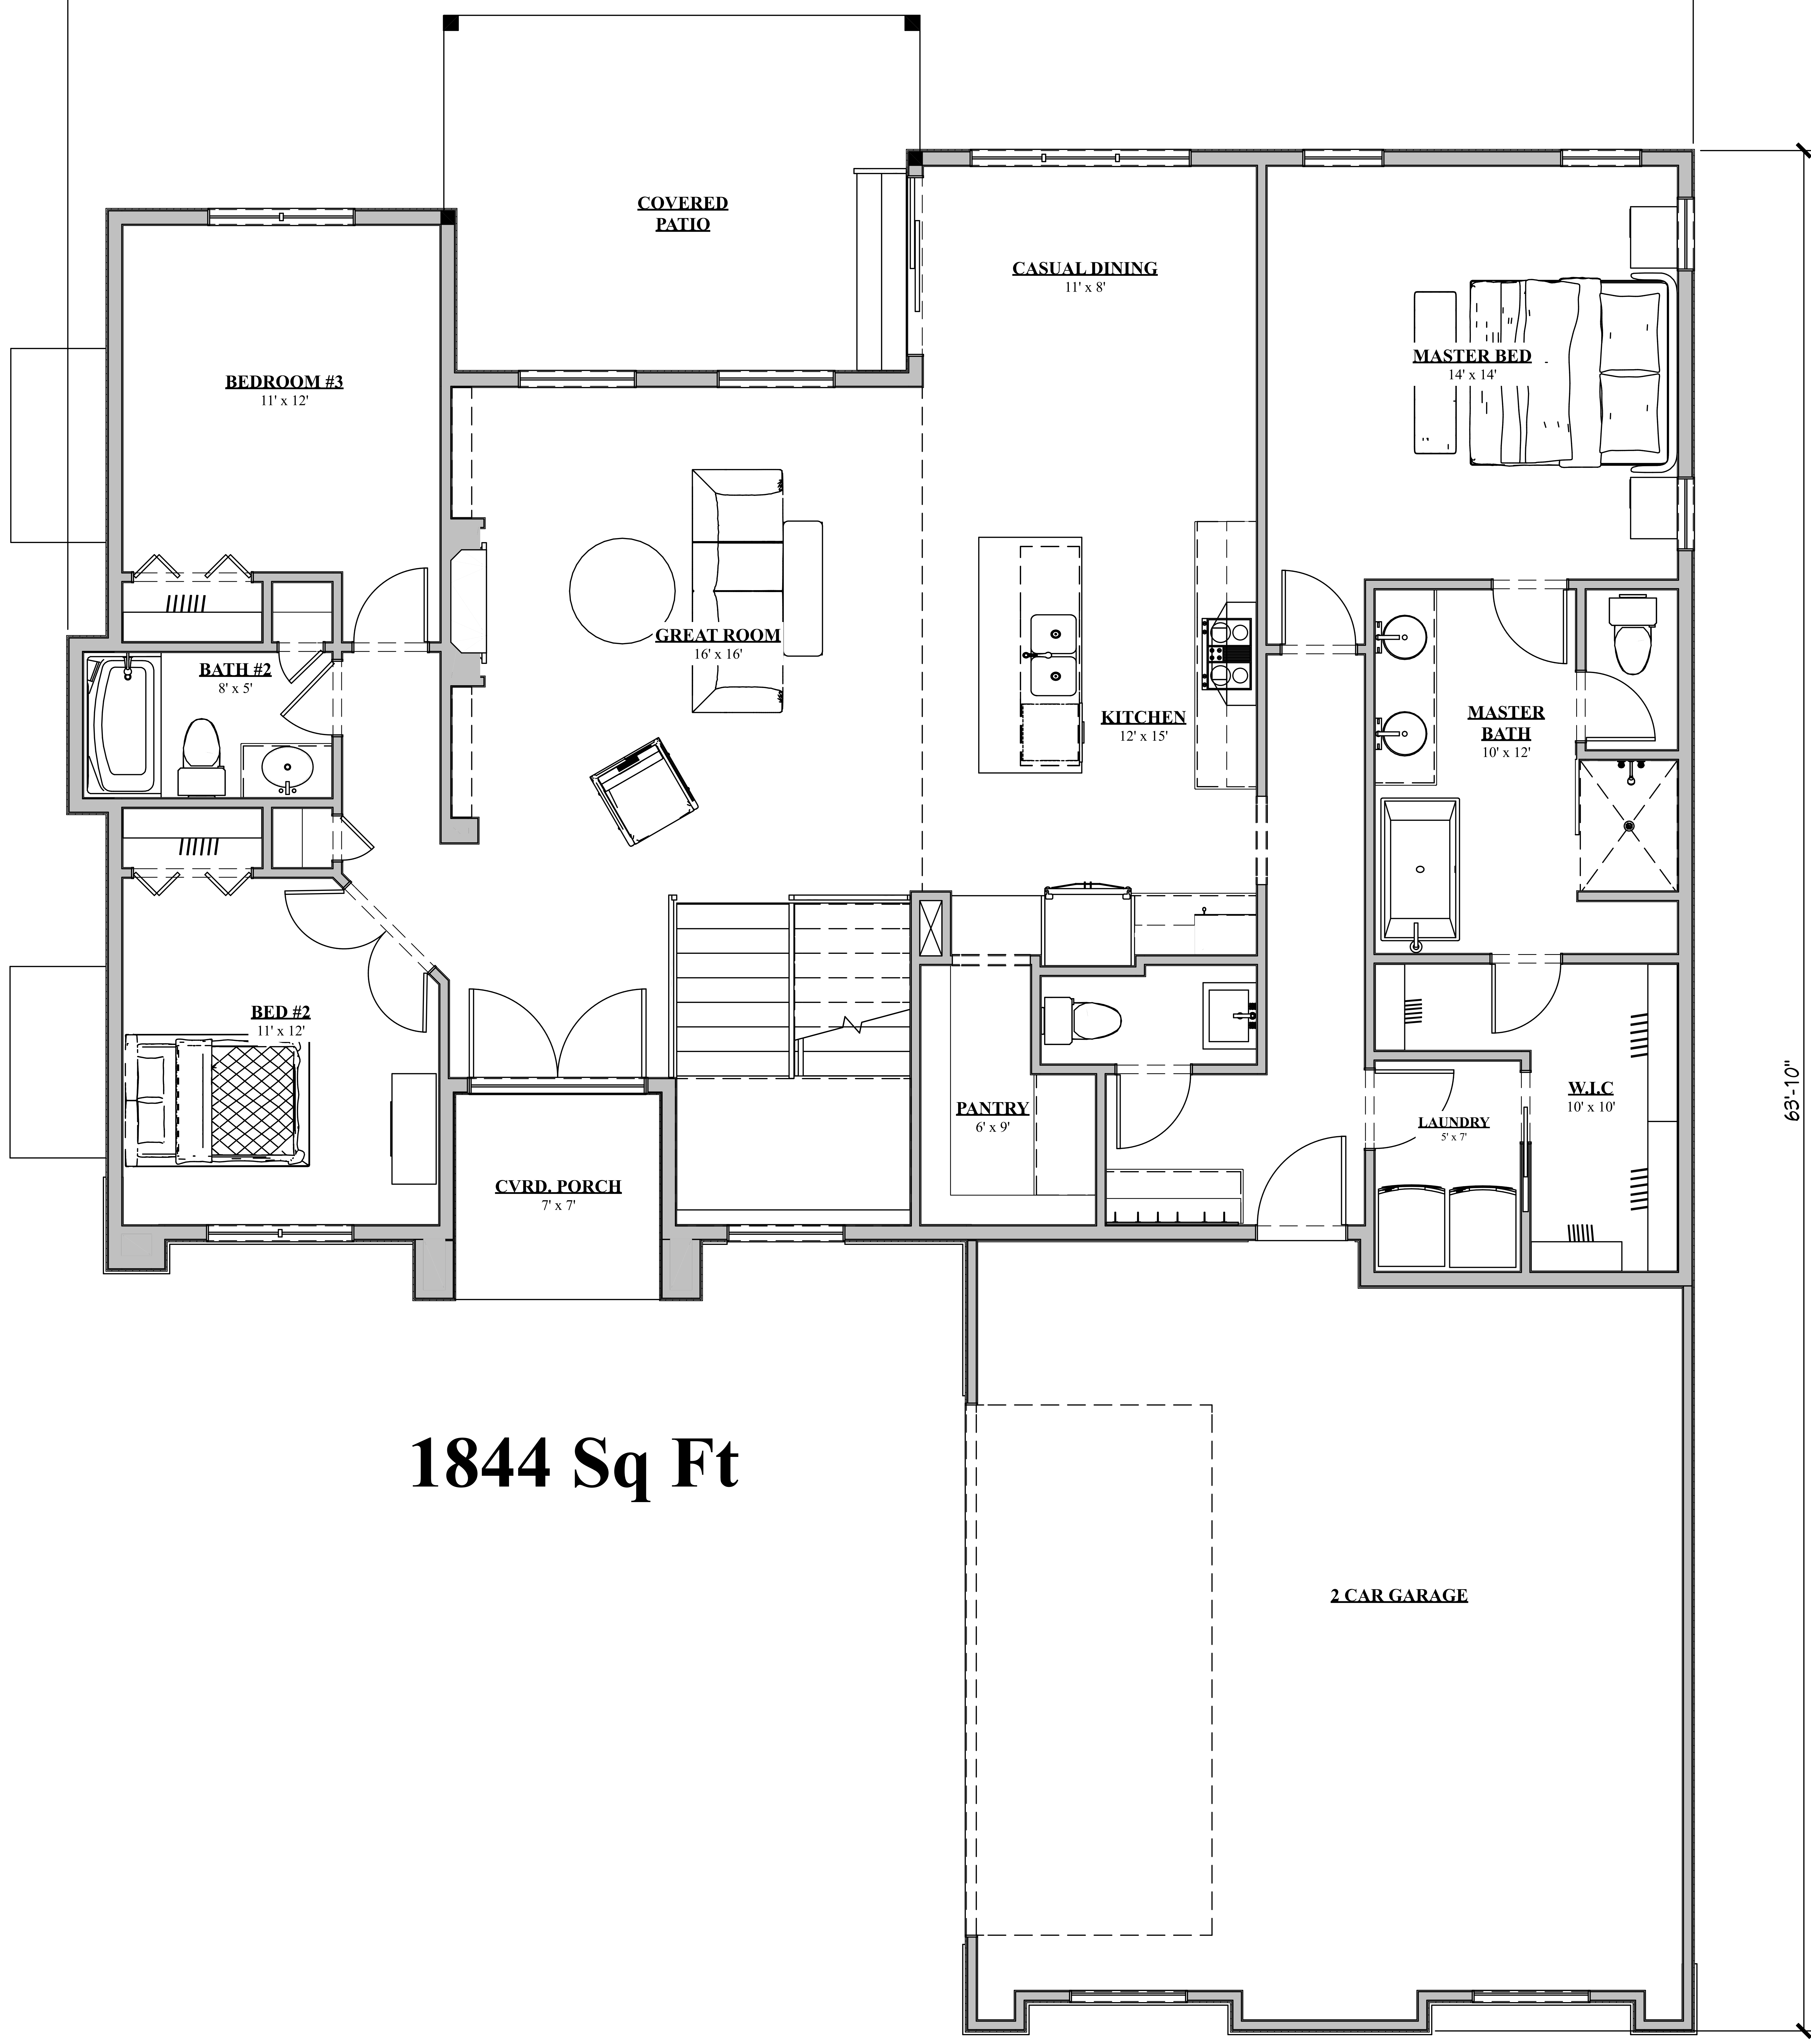 COVERED
PATIO
CASUAL DINING
11' x 8'
MASTER BED
14' x 14'
BEDROOM #3
11' x 12'
GREAT ROOM
16' x 16'
BATH #2
8' x 5'
KITCHEN
12' x 15'
MASTER
BATH
10' x 12'
BED #2
11' x 12'
W.I.C
10' x 10'
PANTRY
6' x 9'
LAUNDRY
5' x 7'
CVRD. PORCH
7' x 7'
63'-10"
1844 Sq Ft
2 CAR GARAGE